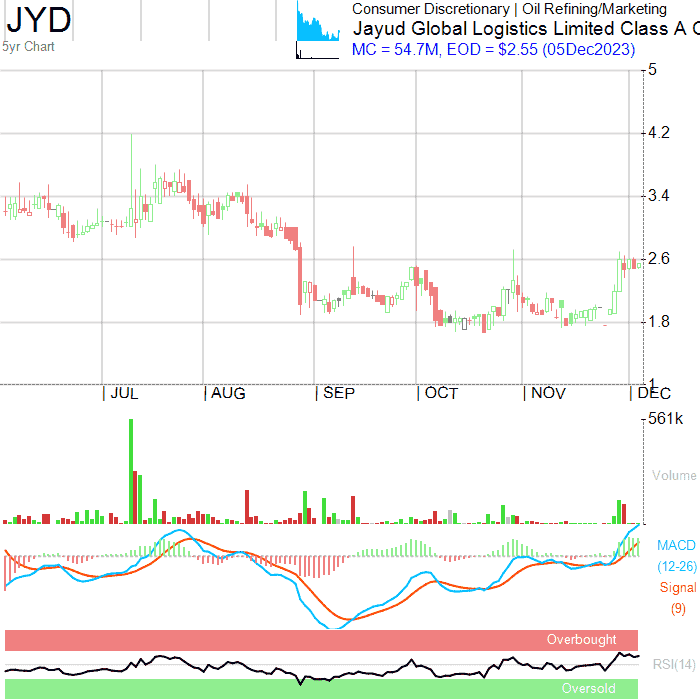 JYD
5yr Chart
Consumer Discretionary | Oil Refining/Marketing
Jayud Global Logistics Limited Class A O
MC = 54.7M, EOD = $2.55 (05Dec2023)
5
4.2
3.4
2.6
1.8
1
| JUL | AUG | SEP | OCT | NOV | DEC
561k
Volume
MACD
(12-26)
Signal
(9)
Overbought
RSI(14)
Oversold